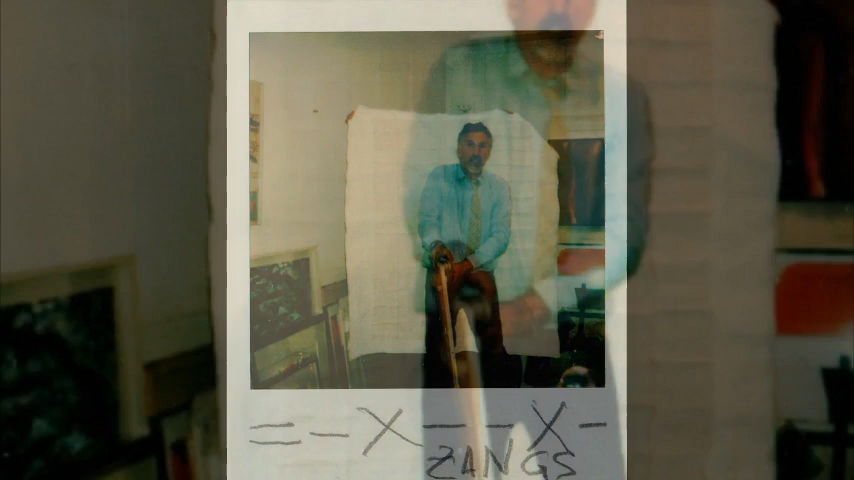 = – X – – X –
ZANGS